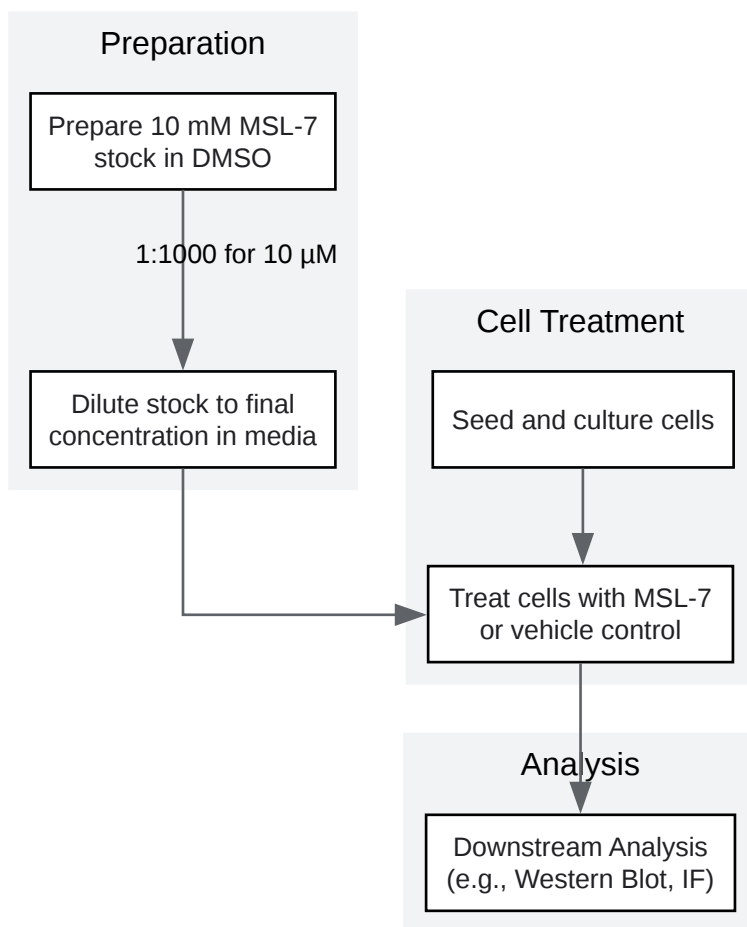 Preparation
Prepare 10 mM MSL-7
stock in DMSO
1:1000 for 10 µM
Dilute stock to final
concentration in media
Cell Treatment
Seed and culture cells
Treat cells with MSL-7
or vehicle control
Analysis
Downstream Analysis
(e.g., Western Blot, IF)